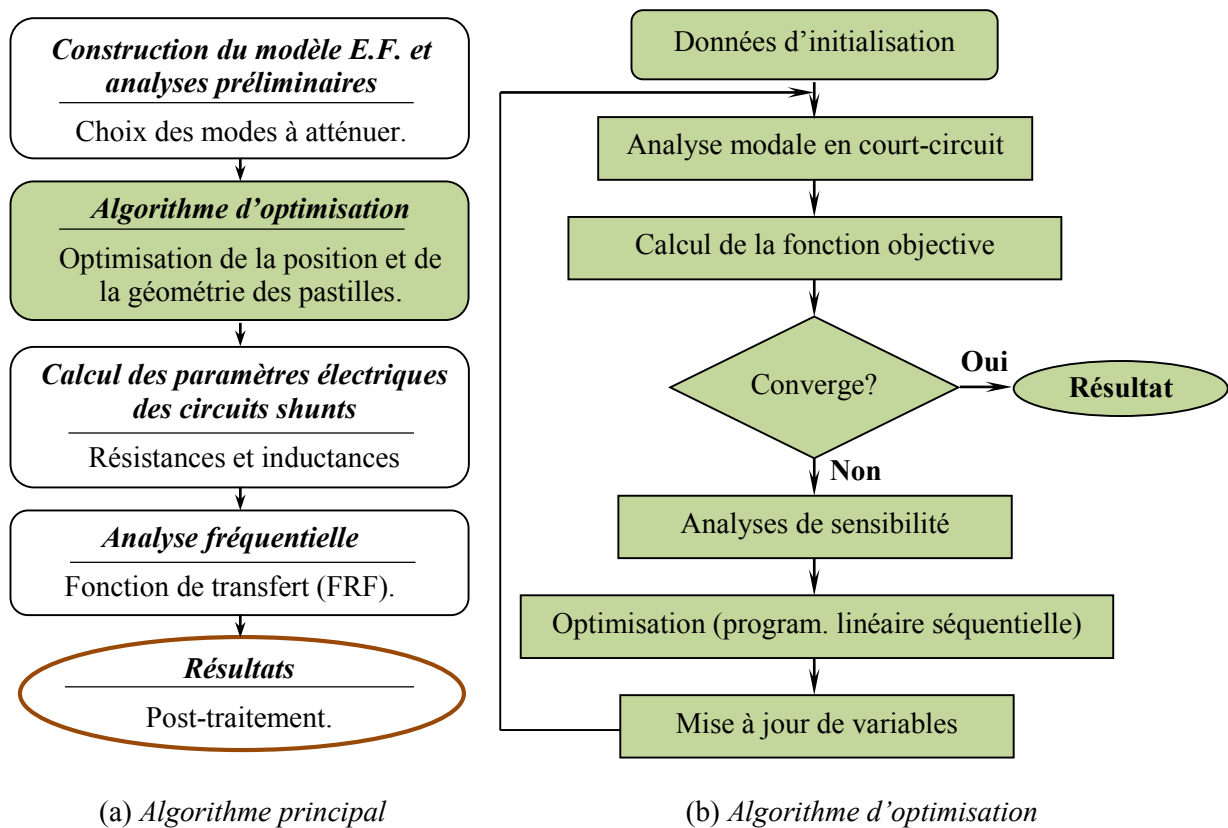 Construction du modèle E.F. et
analyses préliminaires
Choix des modes à atténuer.
Algorithme d’optimisation
Optimisation de la position et de
la géométrie des pastilles.
Calcul des paramètres électriques
des circuits shunts
Résistances et inductances
Analyse fréquentielle
Fonction de transfert (FRF).
Résultats
Post-traitement.
(a) Algorithme principal
Données d’initialisation
Analyse modale en court-circuit
Calcul de la fonction objective
Converge?
Oui
Résultat
Non
Analyses de sensibilité
Optimisation (program. linéaire séquentielle)
Mise à jour de variables
(b) Algorithme d’optimisation